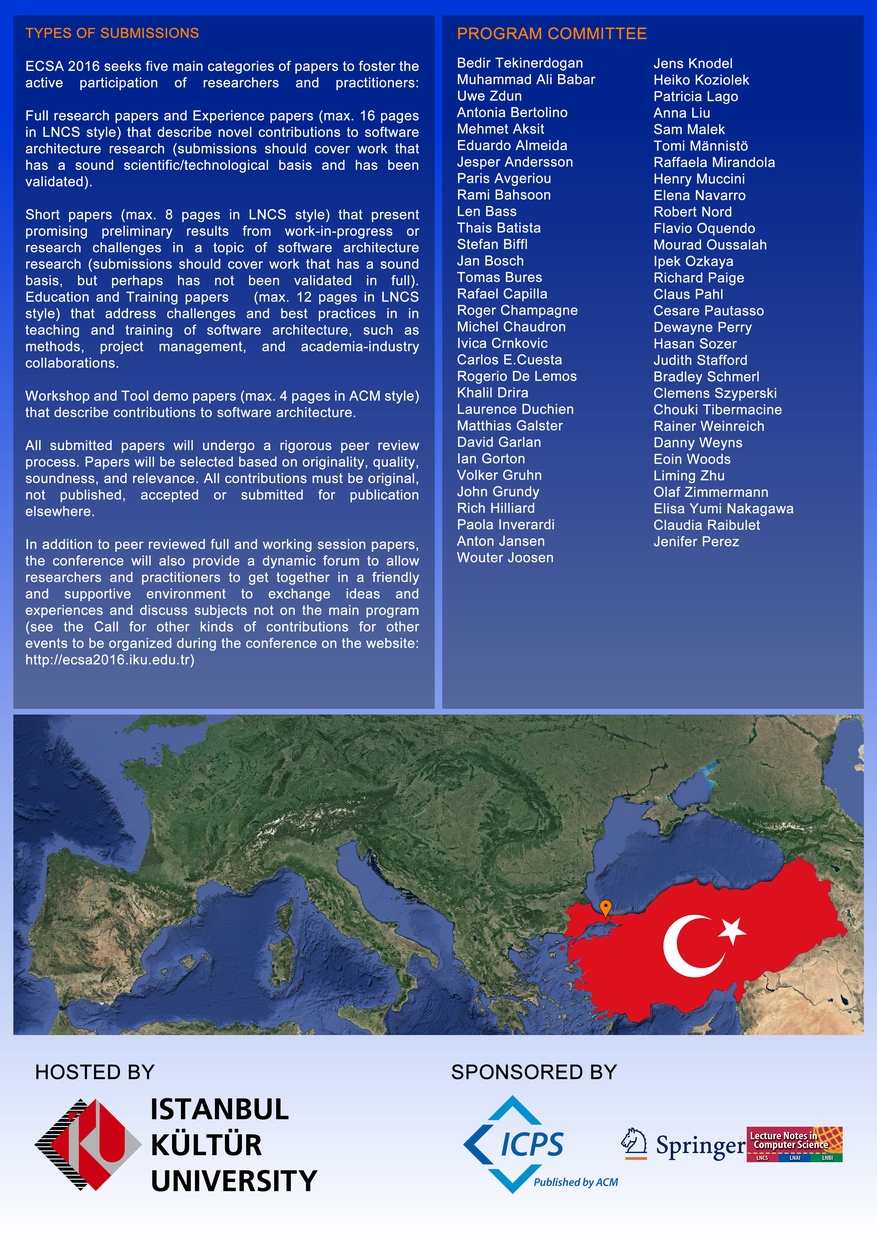 TYPES OF SUBMISSIONS
ECSA 2016 seeks five main categories of papers to foster the
active participation of researchers and practitioners:
Full research papers and Experience papers (max. 16 pages
in LNCS style) that describe novel contributions to software
architecture research (submissions should cover work that
has a sound scientific/technological basis and has been
validated).
Short papers (max. 8 pages in LNCS style) that present
promising preliminary results from work-in-progress or
research challenges in a topic of software architecture
research (submissions should cover work that has a sound
basis, but perhaps has not been validated in full).
Education and Training papers (max. 12 pages in LNCS
style) that address challenges and best practices in in
teaching and training of software architecture, such as
methods, project management, and academia-industry
collaborations.
Workshop and Tool demo papers (max. 4 pages in ACM style)
that describe contributions to software architecture.
All submitted papers will undergo a rigorous peer review
process. Papers will be selected based on originality, quality,
soundness, and relevance. All contributions must be original,
not published, accepted or submitted for publication
elsewhere.
In addition to peer reviewed full and working session papers,
the conference will also provide a dynamic forum to allow
researchers and practitioners to get together in a friendly
and supportive environment to exchange ideas and
experiences and discuss subjects not on the main program
(see the Call for other kinds of contributions for other
events to be organized during the conference on the website:
http://ecsa2016.iku.edu.tr)
PROGRAM COMMITTEE
Bedir Tekinerdogan
Muhammad Ali Babar
Uwe Zdun
Antonia Bertolino
Mehmet Aksit
Eduardo Almeida
Jesper Andersson
Paris Avgeriou
Rami Bahsoon
Len Bass
Thais Batista
Stefan Biffl
Jan Bosch
Tomas Bures
Rafael Capilla
Roger Champagne
Michel Chaudron
Ivica Crnkovic
Carlos E.Cuesta
Rogerio De Lemos
Khalil Drira
Laurence Duchien
Matthias Galster
David Garlan
Ian Gorton
Volker Gruhn
John Grundy
Rich Hilliard
Paola Inverardi
Anton Jansen
Wouter Joosen
Jens Knodel
Heiko Koziolek
Patricia Lago
Anna Liu
Sam Malek
Tomi Männistö
Raffaela Mirandola
Henry Muccini
Elena Navarro
Robert Nord
Flavio Oquendo
Mourad Oussalah
Ipek Ozkaya
Richard Paige
Claus Pahl
Cesare Pautasso
Dewayne Perry
Hasan Sozer
Judith Stafford
Bradley Schmerl
Clemens Szyperski
Chouki Tibermacine
Rainer Weinreich
Danny Weyns
Eoin Woods
Liming Zhu
Olaf Zimmermann
Elisa Yumi Nakagawa
Claudia Raibulet
Jenifer Perez
HOSTED BY
ISTANBUL
KÜLTÜR
UNIVERSITY
SPONSORED BY
ICPS
Published by ACM
Springer
Lecture Notes in
Computer Science
LNCS LNAI LNBI